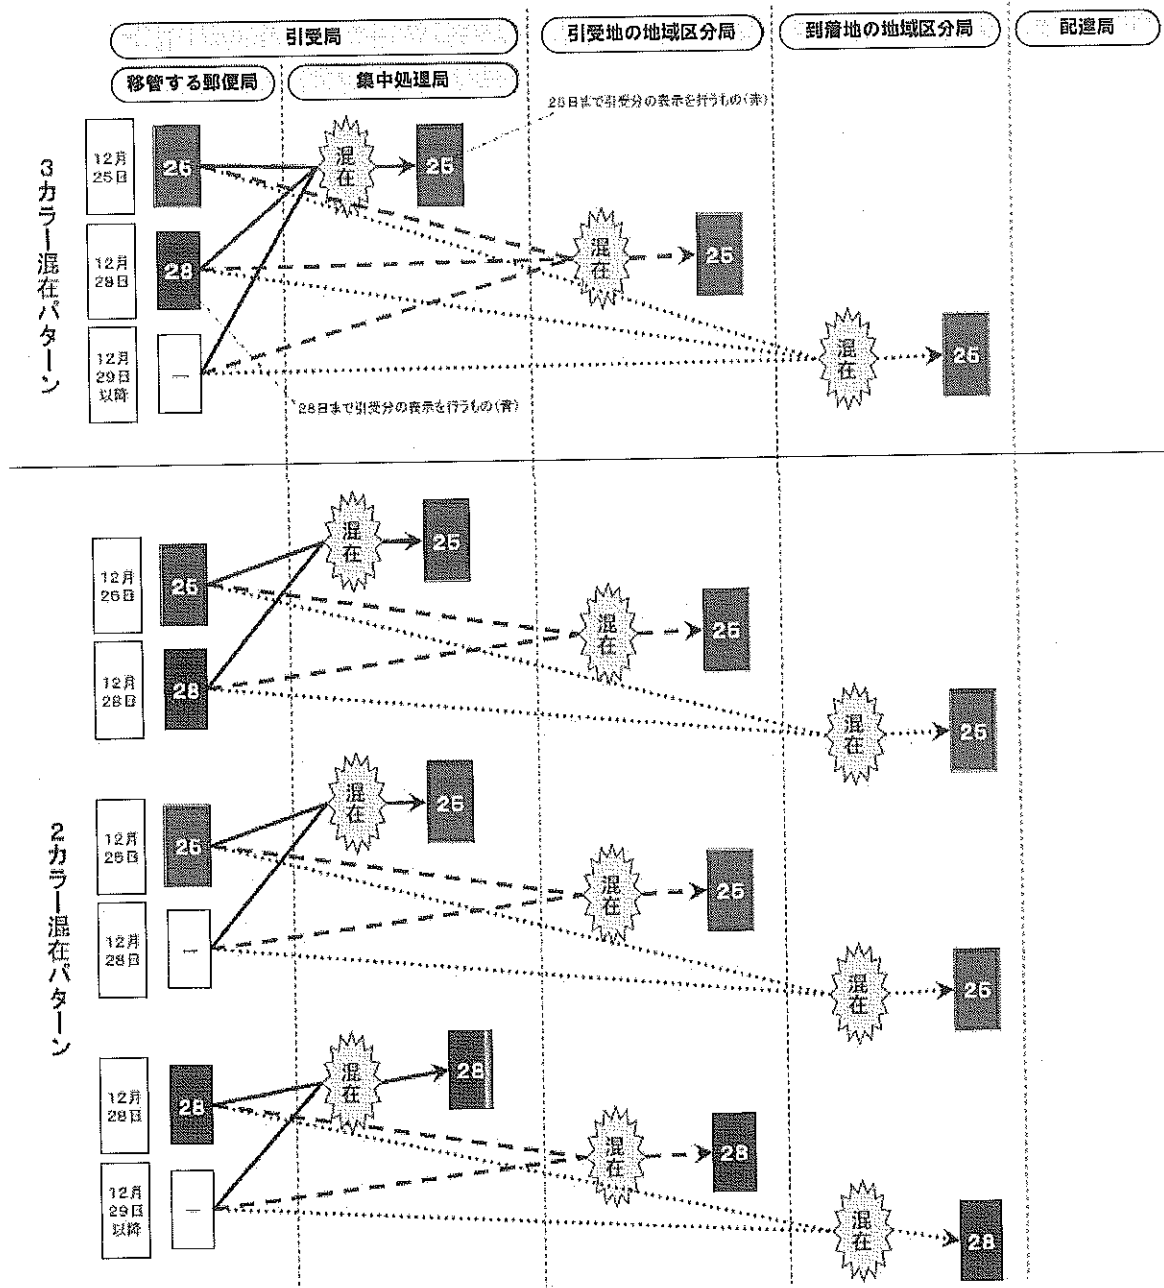 引受局
引受地の地域区分局
到着地の地域区分局
配達局
移管する郵便局
集中処理局
25日まで引受分の表示を行うもの(赤)
3カラー混在パターン
12月
25日
25
混在
25
12月
28日
28
混在
25
12月
29日
以降
―
混在
25
28日まで引受分の表示を行うもの(青)
2カラー混在パターン
混在
25
12月
25日
25
混在
25
12月
28日
28
混在
25
混在
25
12月
25日
25
混在
25
12月
28日
―
混在
25
混在
28
12月
28日
28
混在
28
12月
29日
以降
―
混在
28